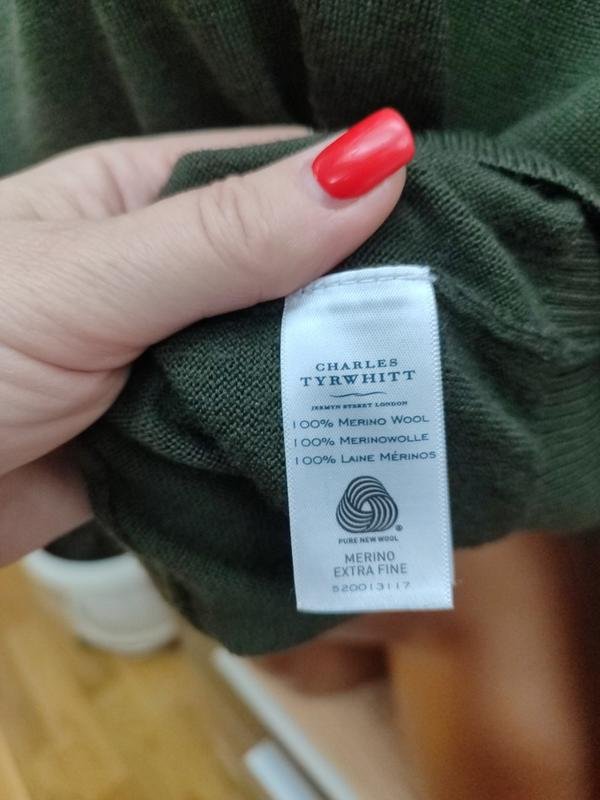 CHARLES
TYRWHITT
JERMYN STREET LONDON
100% MERINO WOOL
100% MERINOWOLLE
100% LAINE MÉRINOS
PURE NEW WOOL
MERINO
EXTRA FINE
520013117